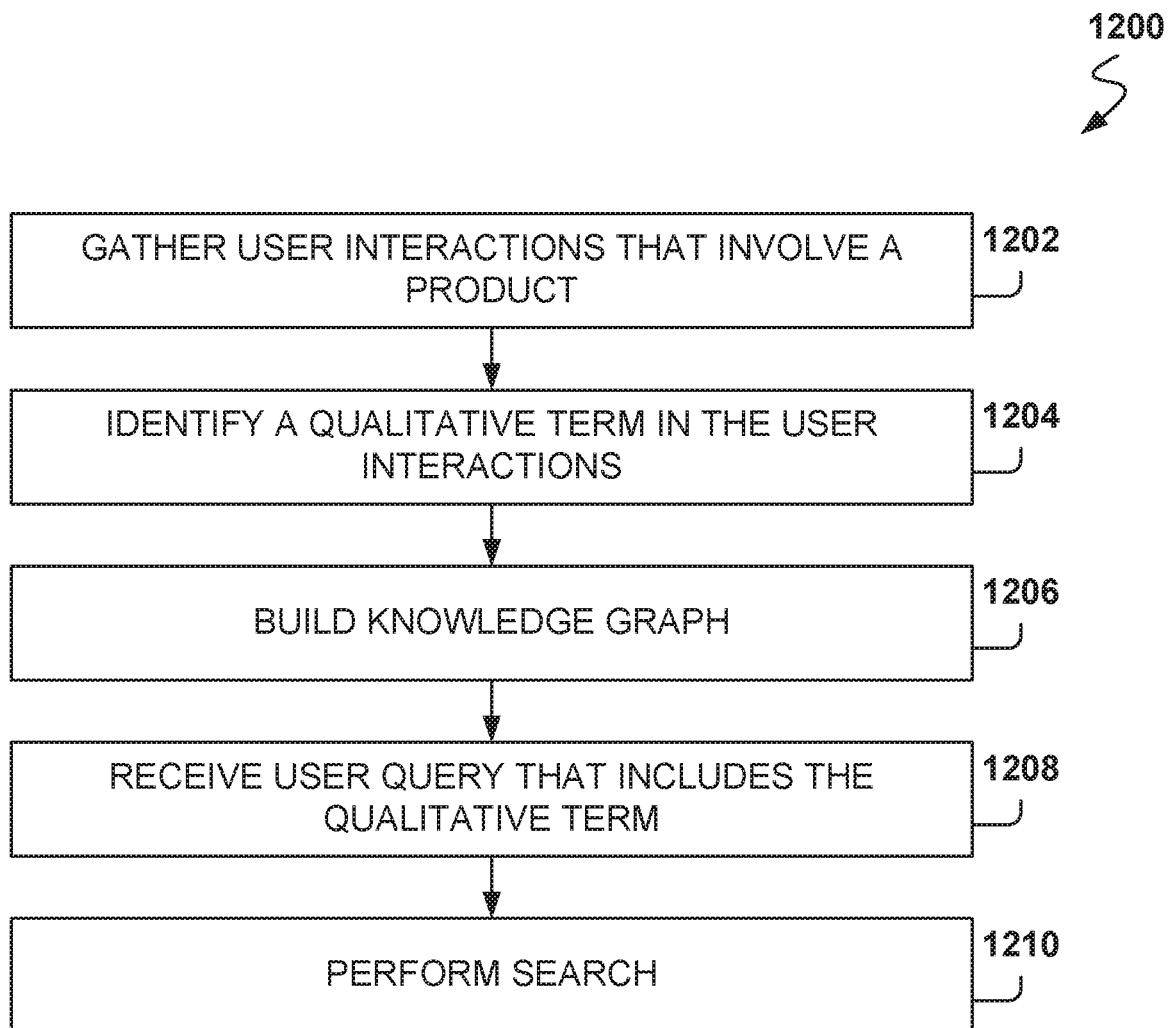 1200
GATHER USER INTERACTIONS THAT INVOLVE A
PRODUCT
1202
IDENTIFY A QUALITATIVE TERM IN THE USER
INTERACTIONS
1204
BUILD KNOWLEDGE GRAPH
1206
RECEIVE USER QUERY THAT INCLUDES THE
QUALITATIVE TERM
1208
PERFORM SEARCH
1210